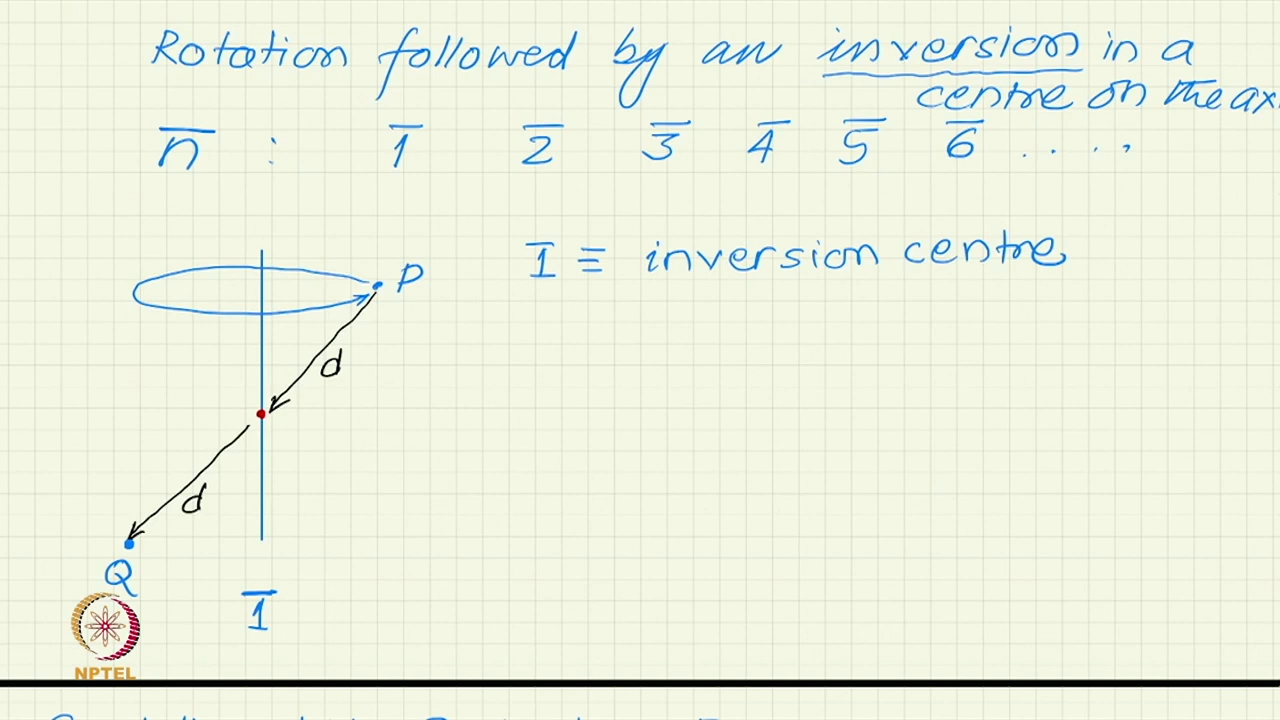 Rotation followed by an inversion in a
centre on the ax
n̅ : 1̅ 2̅ 3̅ 4̅ 5̅ 6̅ ....
1̅ ≡ inversion centre
P
d
d
Q
1̅
NPTEL